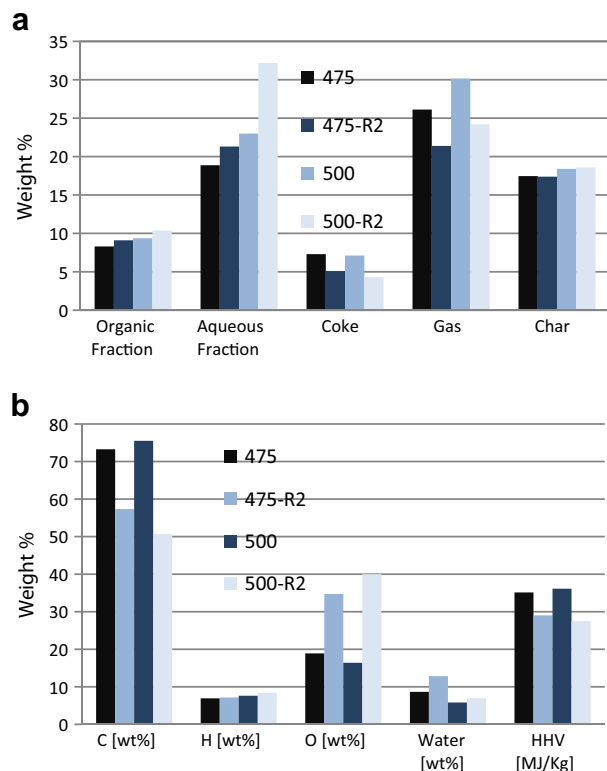 a
Weight %
35
30
25
20
15
10
5
0
475
475-R2
500
500-R2
Organic Fraction
Aqueous Fraction
Coke
Gas
Char
b
Weight %
80
70
60
50
40
30
20
10
0
475
475-R2
500
500-R2
C [wt%]
H [wt%]
O [wt%]
Water [wt%]
HHV [MJ/Kg]